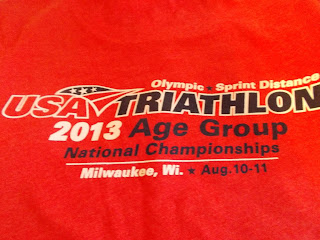 Olympic · Sprint Distance
USA TRIATHLON
2013 Age Group
National Championships
Milwaukee, Wi. ★ Aug. 10-11